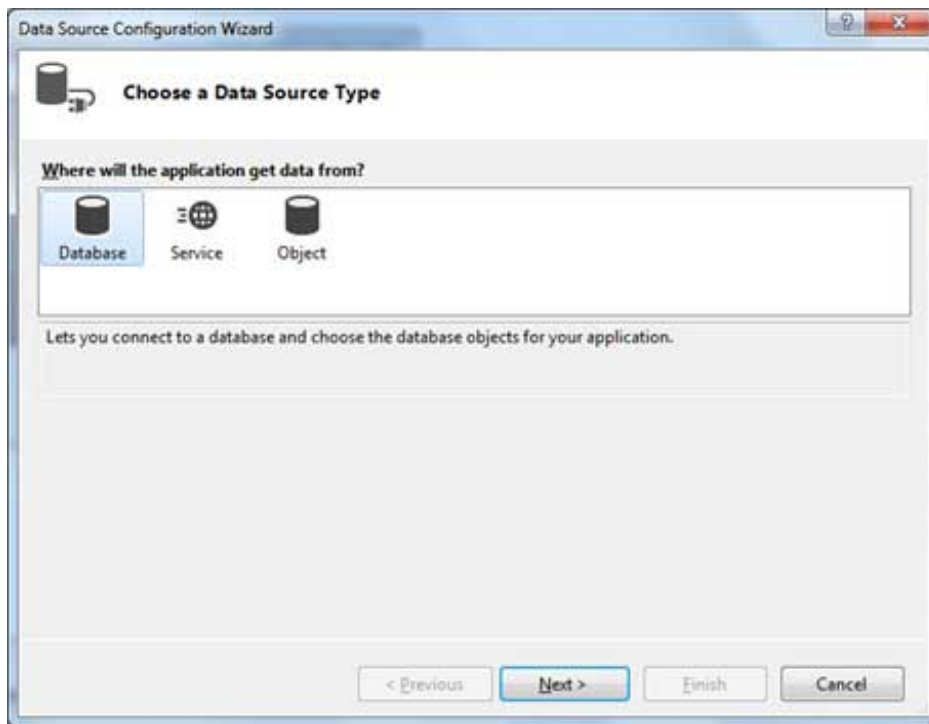 Data Source Configuration Wizard
Choose a Data Source Type
Where will the application get data from?
Database Service Object
Lets you connect to a database and choose the database objects for your application.
< Previous Next > Finish Cancel